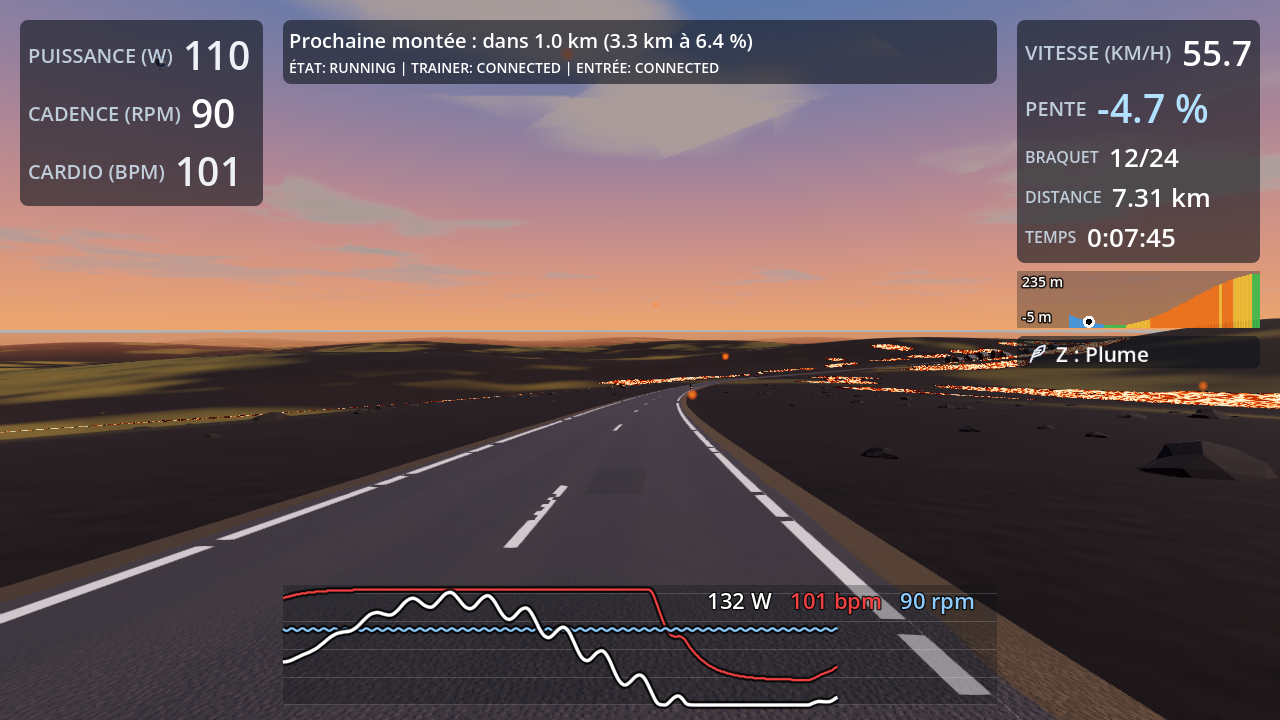 PUISSANCE (W) 110
CADENCE (RPM) 90
CARDIO (BPM) 101
Prochaine montée : dans 1.0 km (3.3 km à 6.4 %)
ÉTAT: RUNNING | TRAINER: CONNECTED | ENTRÉE: CONNECTED
VITESSE (KM/H) 55.7
PENTE -4.7 %
BRAQUET 12/24
DISTANCE 7.31 km
TEMPS 0:07:45
235 m
-5 m
Z : Plume
132 W 101 bpm 90 rpm